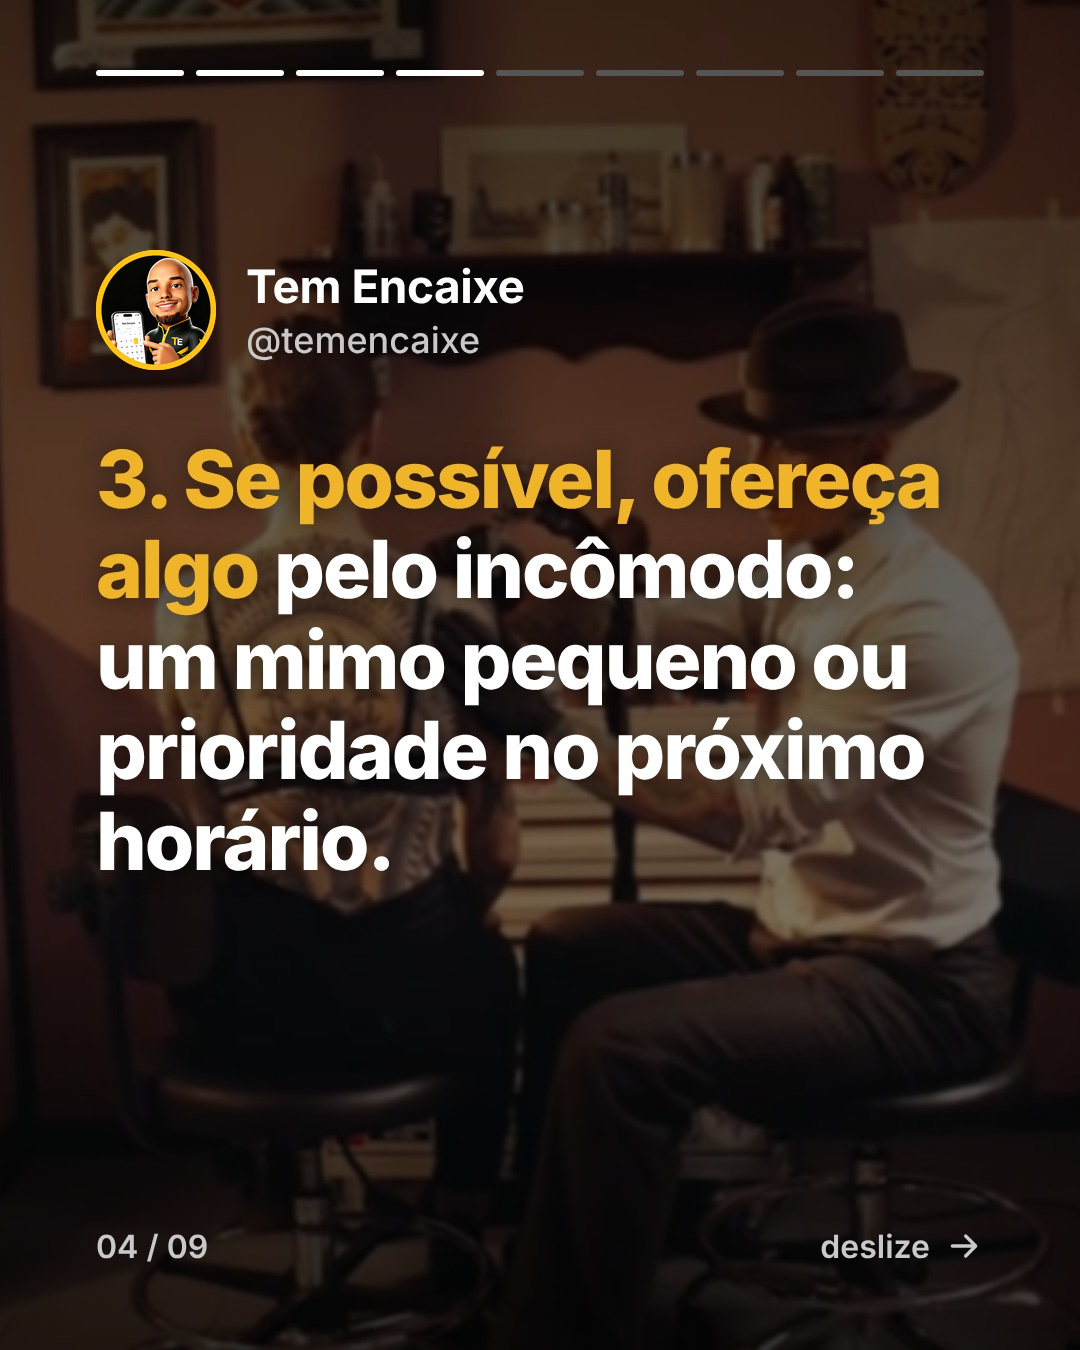 Tem Encaixe
@temencaixe
3. Se possível, ofereça
algo pelo incômodo:
um mimo pequeno ou
prioridade no próximo
horário.
04 / 09
deslize →
TE